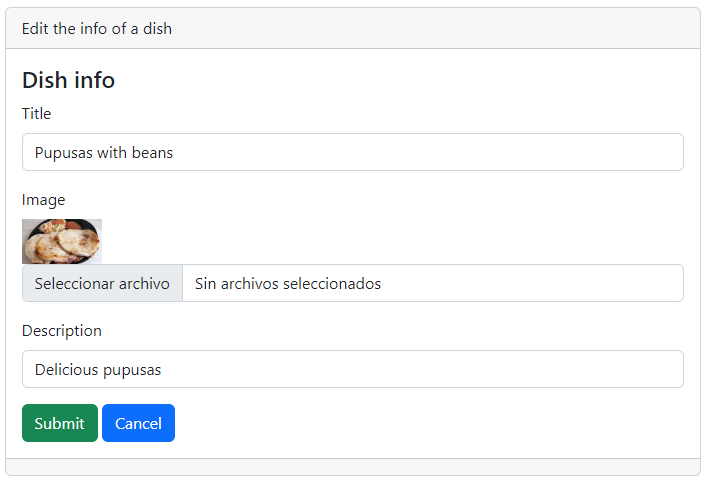 Edit the info of a dish
Dish info
Title
Pupusas with beans
Image
Seleccionar archivo Sin archivos seleccionados
Description
Delicious pupusas
Submit Cancel